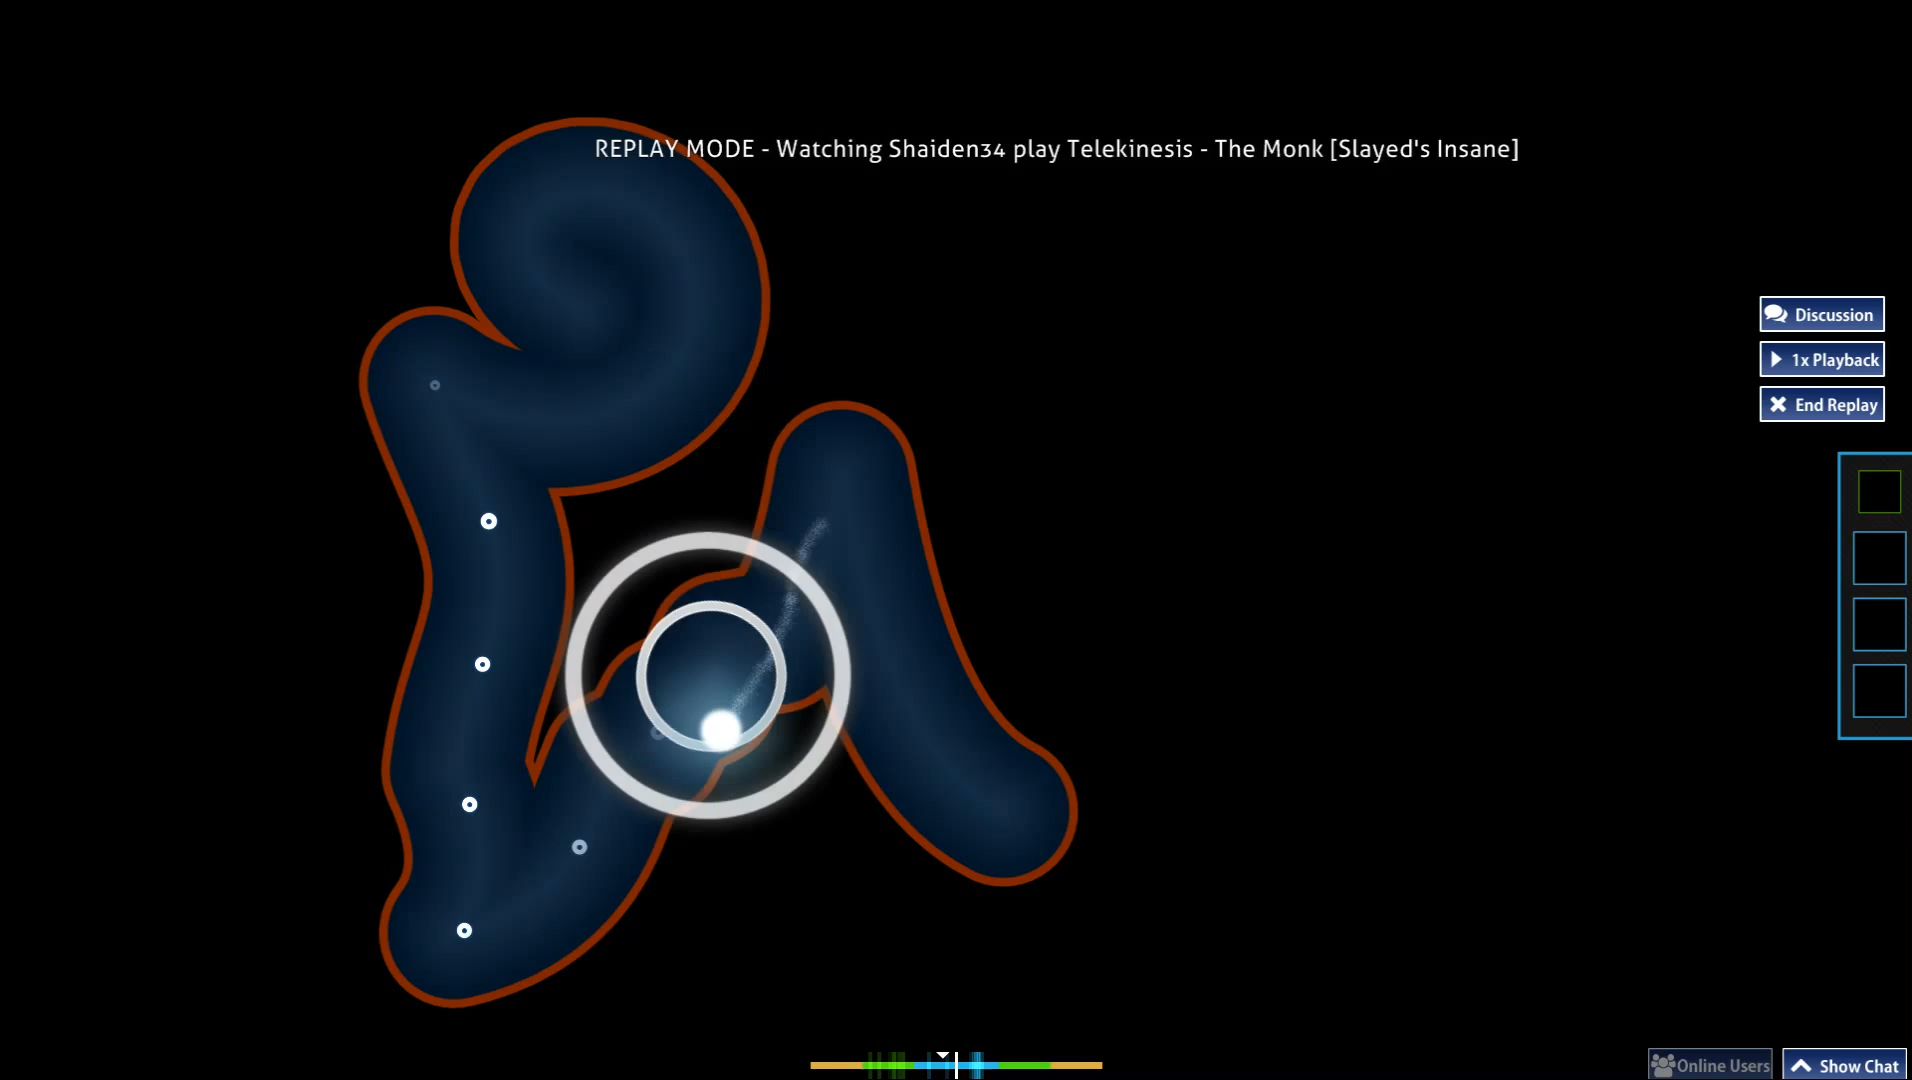 REPLAY MODE - Watching Shaiden34 play Telekinesis - The Monk [Slayed's Insane]
Discussion
1x Playback
End Replay
Online Users
Show Chat